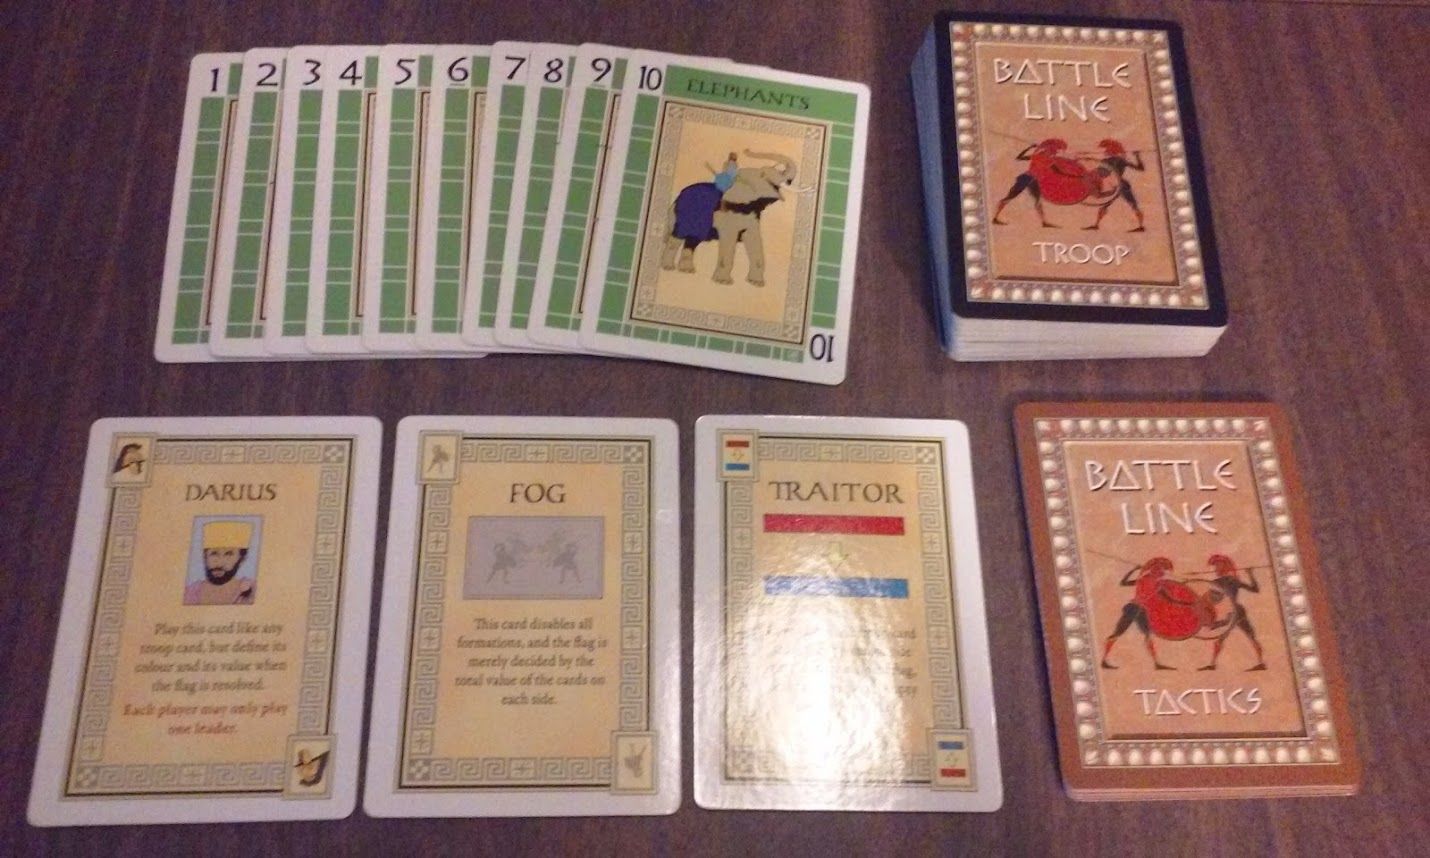 1
2
3
4
5
6
7
8
9
10
ELEPHANTS
10
BATTLE
LINE
TROOP
DARIUS
Play this card like any
troop card, but define its
colour and its value when
the flag is resolved.
Each player may only play
one leader.
FOG
This card disables all
formations, and the flag is
merely decided by the
total value of the cards on
each side.
TRAITOR
card
flag,
BATTLE
LINE
TACTICS